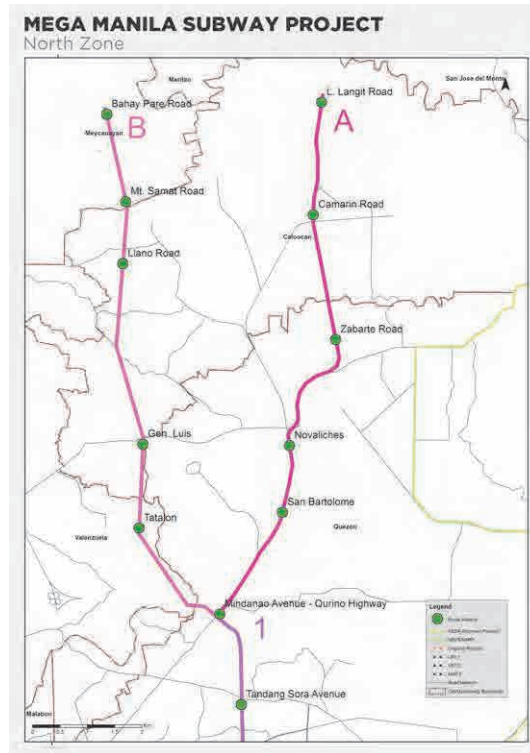 MEGA MANILA SUBWAY PROJECT
North Zone
Marilao
San Jose del Monte
Bahay Pare Road
L. Langit Road
B
A
Meycauayan
Mt. Samat Road
Camarin Road
Caloocan
Llano Road
Zabarte Road
Gen. Luis
Novaliches
San Bartolome
Tatalon
Quezon
Valenzuela
Mindanao Avenue - Qurino Highway
1
Legend
Tandang Sora Avenue
Malabon